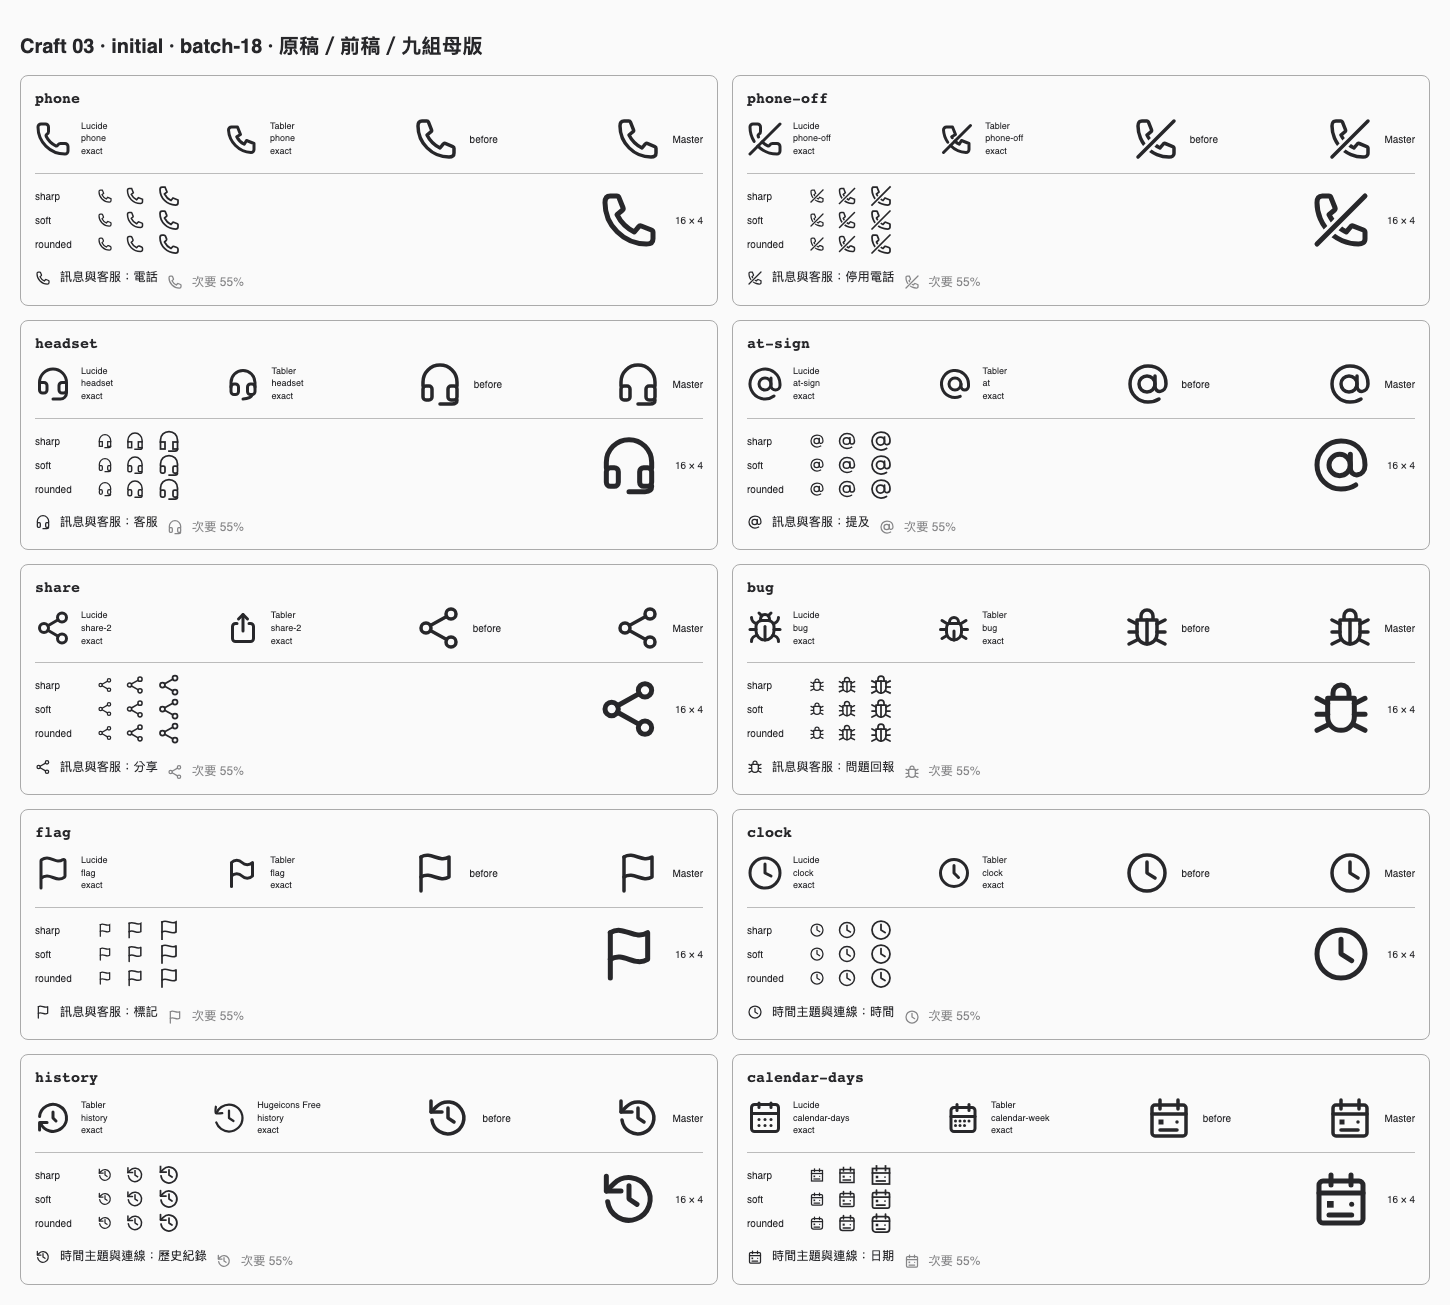 Craft 03 · initial · batch-18 · 原稿 / 前稿 / 九組母版
phone
Lucide
phone
exact
Tabler
phone
exact
before
Master
sharp
soft
rounded
16 × 4
訊息與客服：電話
次要 55%
phone-off
Lucide
phone-off
exact
Tabler
phone-off
exact
before
Master
sharp
soft
rounded
16 × 4
訊息與客服：停用電話
次要 55%
headset
Lucide
headset
exact
Tabler
headset
exact
before
Master
sharp
soft
rounded
16 × 4
訊息與客服：客服
次要 55%
at-sign
Lucide
at-sign
exact
Tabler
at
exact
before
Master
sharp
soft
rounded
16 × 4
訊息與客服：提及
次要 55%
share
Lucide
share-2
exact
Tabler
share-2
exact
before
Master
sharp
soft
rounded
16 × 4
訊息與客服：分享
次要 55%
bug
Lucide
bug
exact
Tabler
bug
exact
before
Master
sharp
soft
rounded
16 × 4
訊息與客服：問題回報
次要 55%
flag
Lucide
flag
exact
Tabler
flag
exact
before
Master
sharp
soft
rounded
16 × 4
訊息與客服：標記
次要 55%
clock
Lucide
clock
exact
Tabler
clock
exact
before
Master
sharp
soft
rounded
16 × 4
時間主題與連線：時間
次要 55%
history
Tabler
history
exact
Hugeicons Free
history
exact
before
Master
sharp
soft
rounded
16 × 4
時間主題與連線：歷史紀錄
次要 55%
calendar-days
Lucide
calendar-days
exact
Tabler
calendar-week
exact
before
Master
sharp
soft
rounded
16 × 4
時間主題與連線：日期
次要 55%